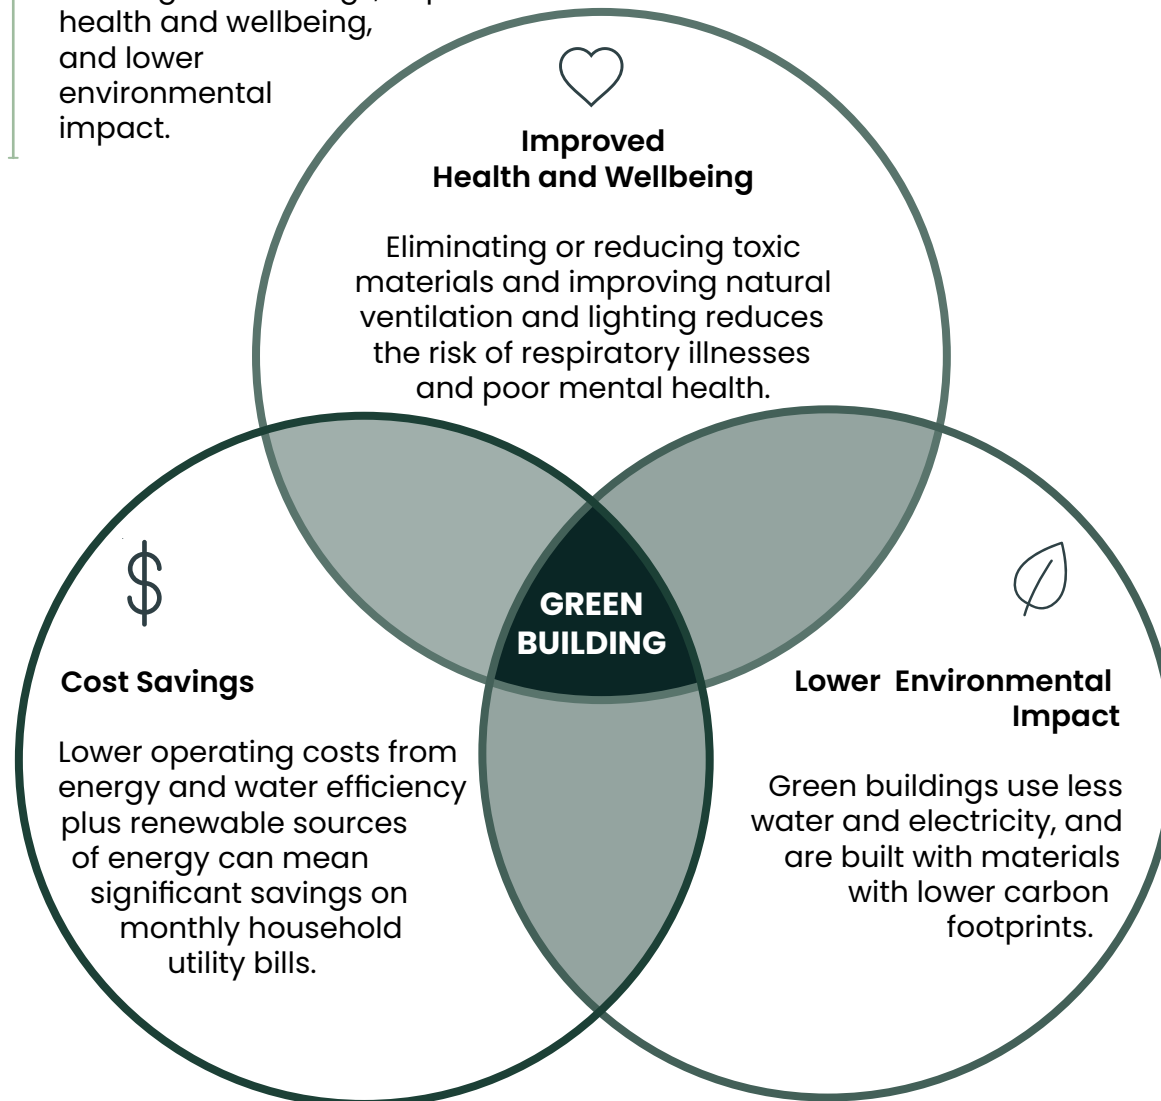 health and wellbeing,
and lower
environmental
impact.
Improved
Health and Wellbeing
Eliminating or reducing toxic
materials and improving natural
ventilation and lighting reduces
the risk of respiratory illnesses
and poor mental health.
GREEN
BUILDING
Cost Savings
Lower operating costs from
energy and water efficiency
plus renewable sources
of energy can mean
significant savings on
monthly household
utility bills.
Lower Environmental
Impact
Green buildings use less
water and electricity, and
are built with materials
with lower carbon
footprints.